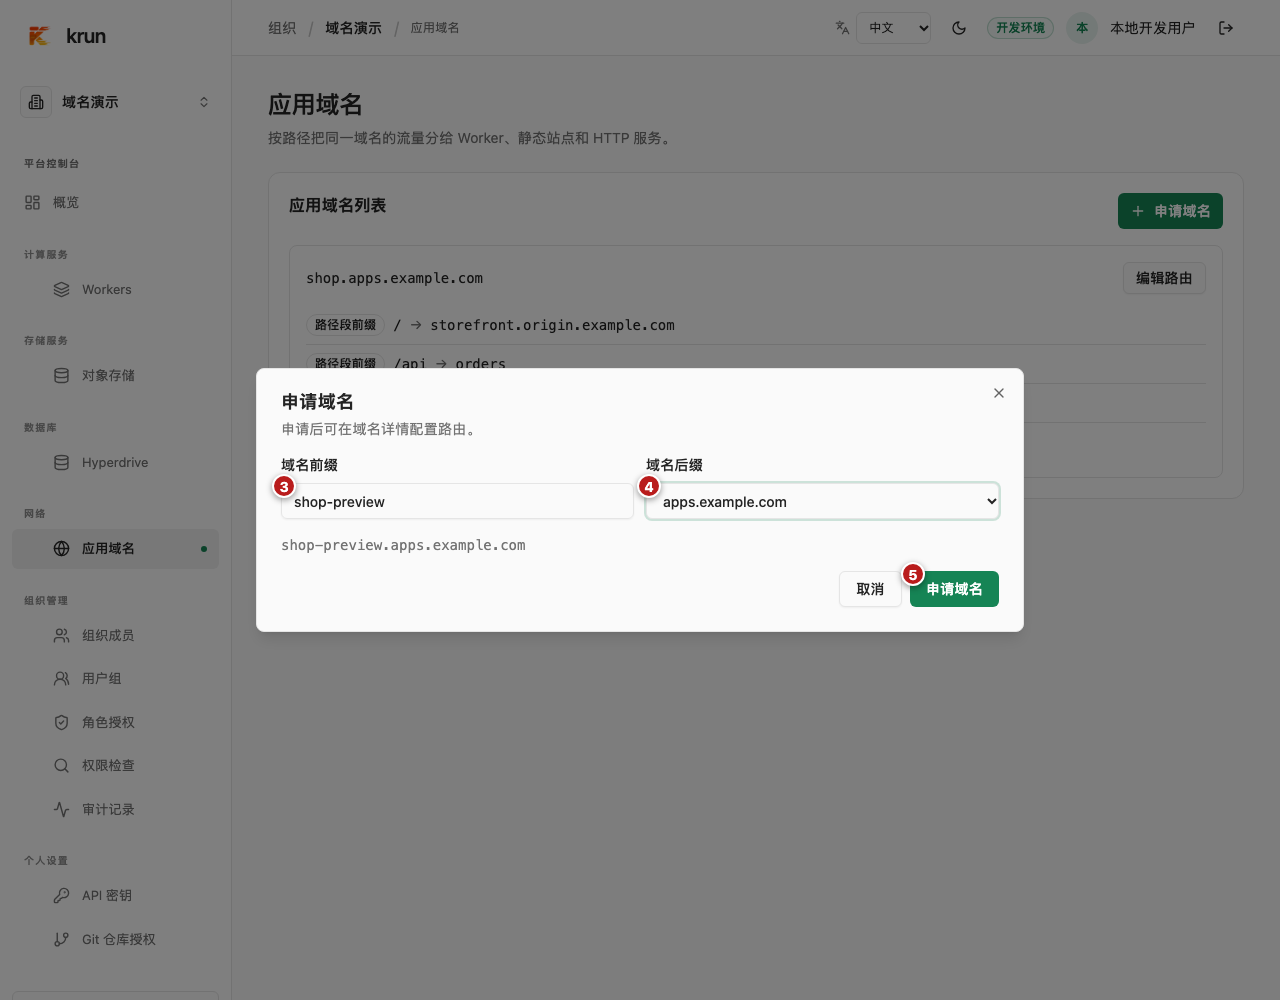 krun
组织 / 域名演示 / 应用域名
中文
开发环境
本
本地开发用户
域名演示
平台控制台
概览
计算服务
Workers
存储服务
对象存储
数据库
Hyperdrive
网络
应用域名
组织管理
组织成员
用户组
角色授权
权限检查
审计记录
个人设置
API 密钥
Git 仓库授权
应用域名
按路径把同一域名的流量分给 Worker、静态站点和 HTTP 服务。
应用域名列表
+ 申请域名
shop.apps.example.com
编辑路由
路径段前缀 / → storefront.origin.example.com
路径段前缀 /api → orders
申请域名
申请后可在域名详情配置路由。
域名前缀
域名后缀
3
shop-preview
4
apps.example.com
shop-preview.apps.example.com
取消
5
申请域名